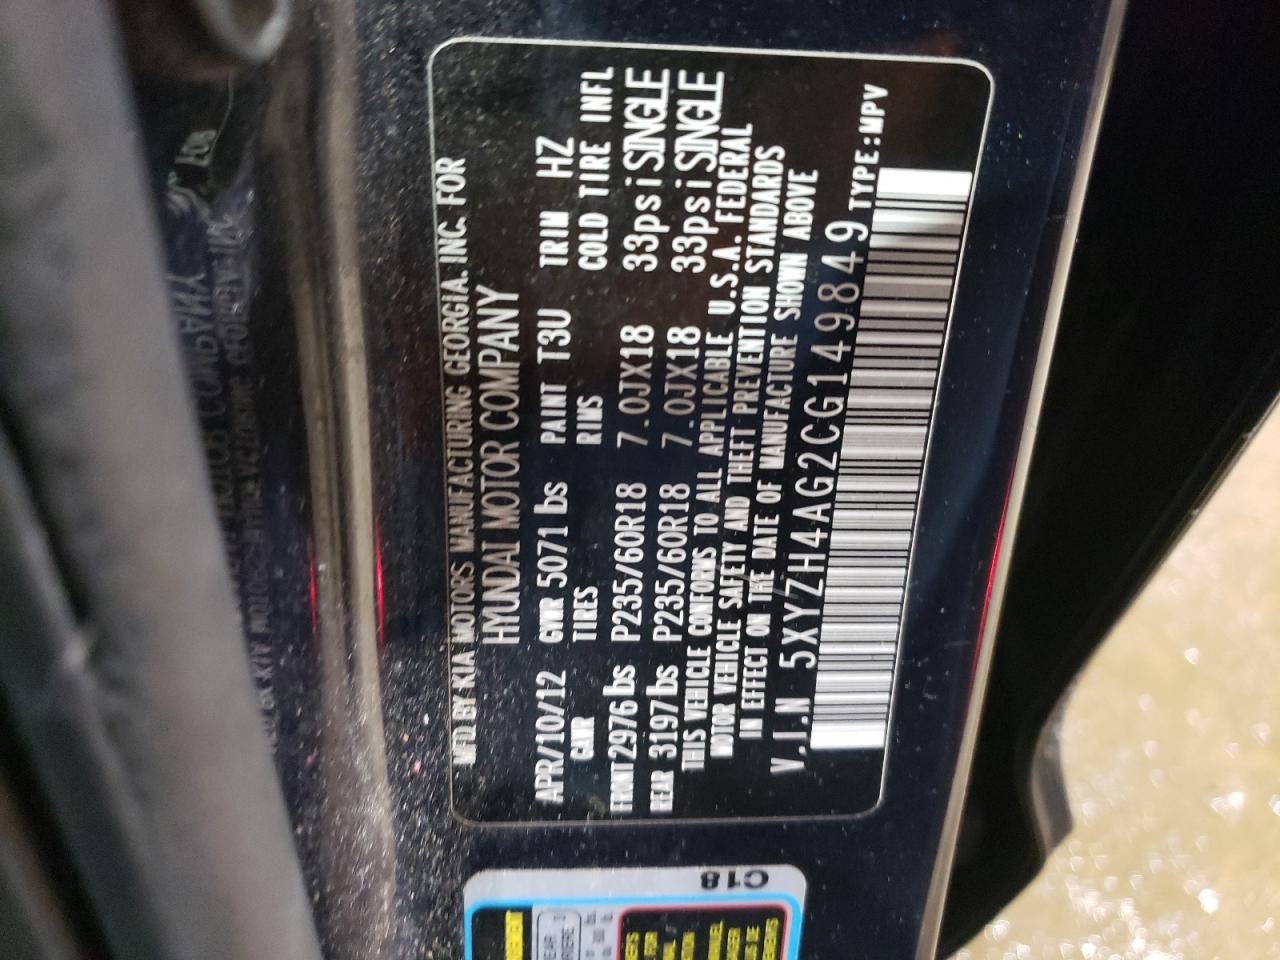 MFD BY KIA MOTORS MANUFACTURING GEORGIA. INC. FOR
HYUNDAI MOTOR COMPANY
APR/10/12 GVWR 5071 lbs PAINT T3U TRIM HZ
GAWR TIRES RIMS COLD TIRE INFL
FRONT 2976 lbs P235/60R18 7.0JX18 33psi SINGLE
REAR 3197 lbs P235/60R18 7.0JX18 33psi SINGLE
THIS VEHICLE CONFORMS TO ALL APPLICABLE U.S.A. FEDERAL
MOTOR VEHICLE SAFETY AND THEFT PREVENTION STANDARDS
IN EFFECT ON THE DATE OF MANUFACTURE SHOWN ABOVE
V.I.N 5XYZH4AG2CG149849 TYPE:MPV
C18